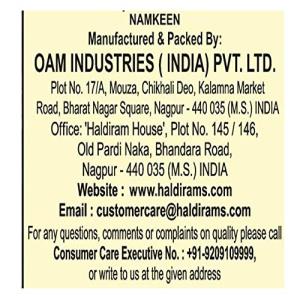 NAMKEEN
Manufactured & Packed By:
OAM INDUSTRIES ( INDIA) PVT. LTD.
Plot No. 17/A, Mouza, Chikhali Deo, Kalamna Market
Road, Bharat Nagar Square, Nagpur - 440 035 (M.S.) INDIA
Office: 'Haldiram House', Plot No. 145 / 146,
Old Pardi Naka, Bhandara Road,
Nagpur - 440 035 (M.S.) INDIA
Website : www.haldirams.com
Email : customercare@haldirams.com
For any questions, comments or complaints on quality please call
Consumer Care Executive No. : +91-9209109999,
or write to us at the given address